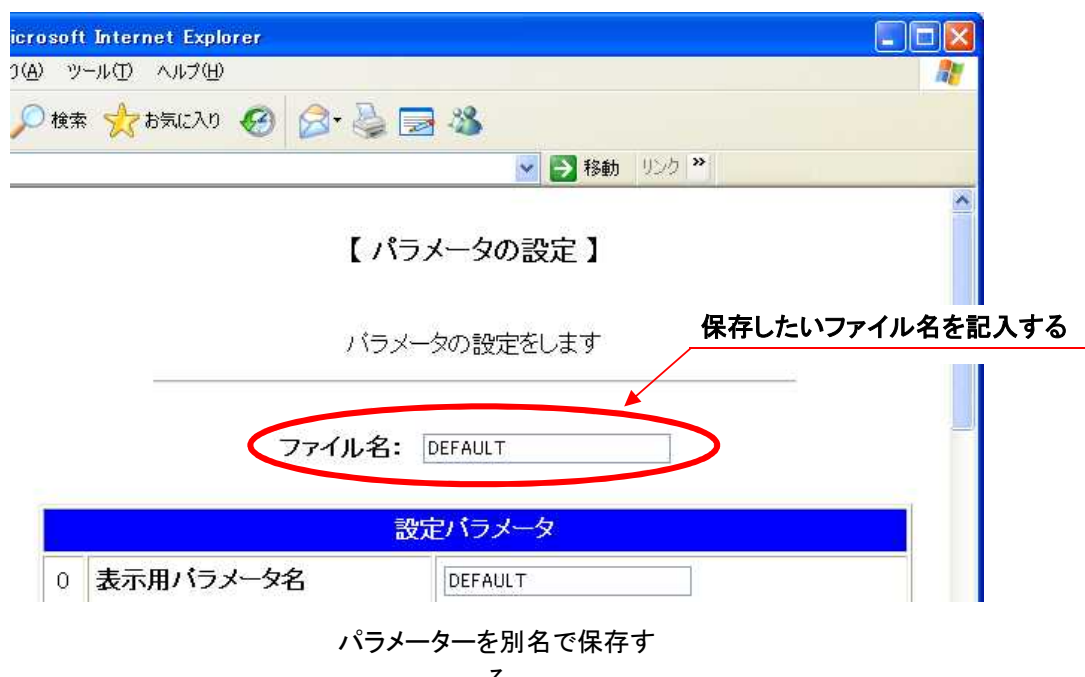 icrosoft Internet Explorer
り(A) ツール(T) ヘルプ(H)
検索 お気に入り
移動 リンク »
【 パラメータの設定 】
パラメータの設定をします
保存したいファイル名を記入する
ファイル名: DEFAULT
設定パラメータ
0 表示用パラメータ名 DEFAULT
パラメーターを別名で保存す
る